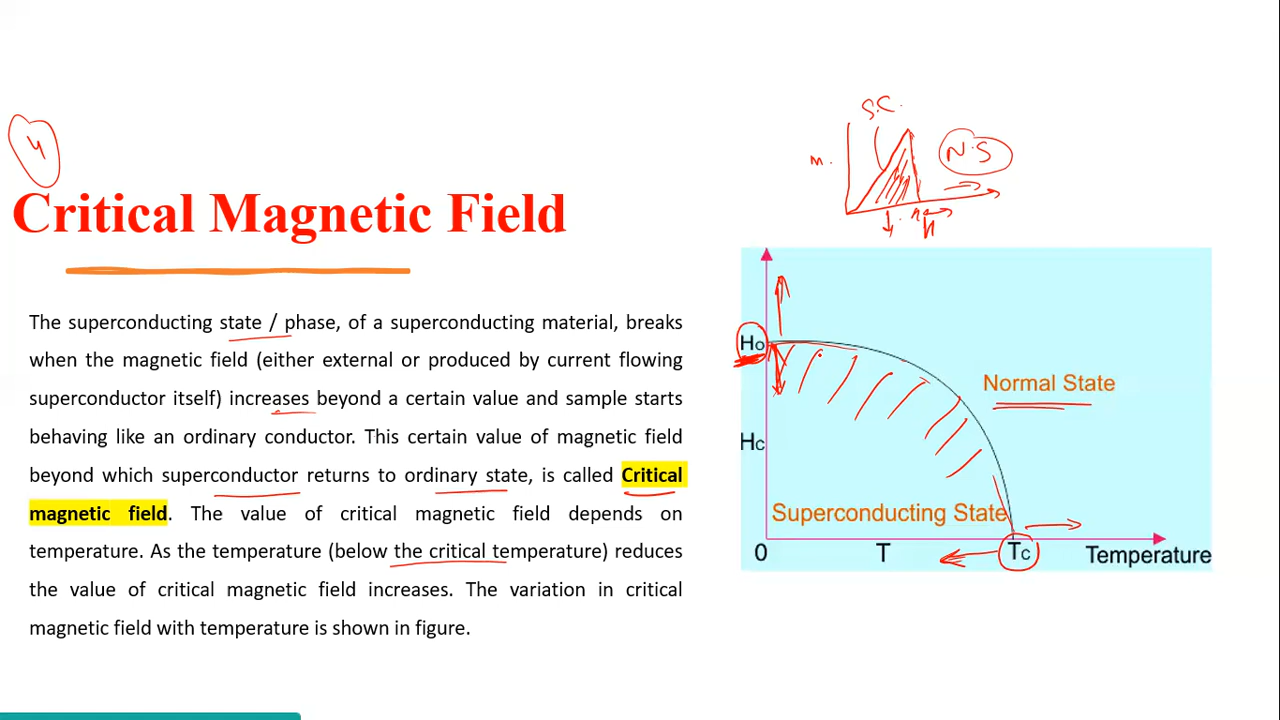 4
S.C.
m.
N.S
H
Critical Magnetic Field
The superconducting state / phase, of a superconducting material, breaks
when the magnetic field (either external or produced by current flowing
superconductor itself) increases beyond a certain value and sample starts
behaving like an ordinary conductor. This certain value of magnetic field
beyond which superconductor returns to ordinary state, is called Critical
magnetic field. The value of critical magnetic field depends on
temperature. As the temperature (below the critical temperature) reduces
the value of critical magnetic field increases. The variation in critical
magnetic field with temperature is shown in figure.
Ho
Normal State
Hc
Superconducting State
0 T Tc Temperature